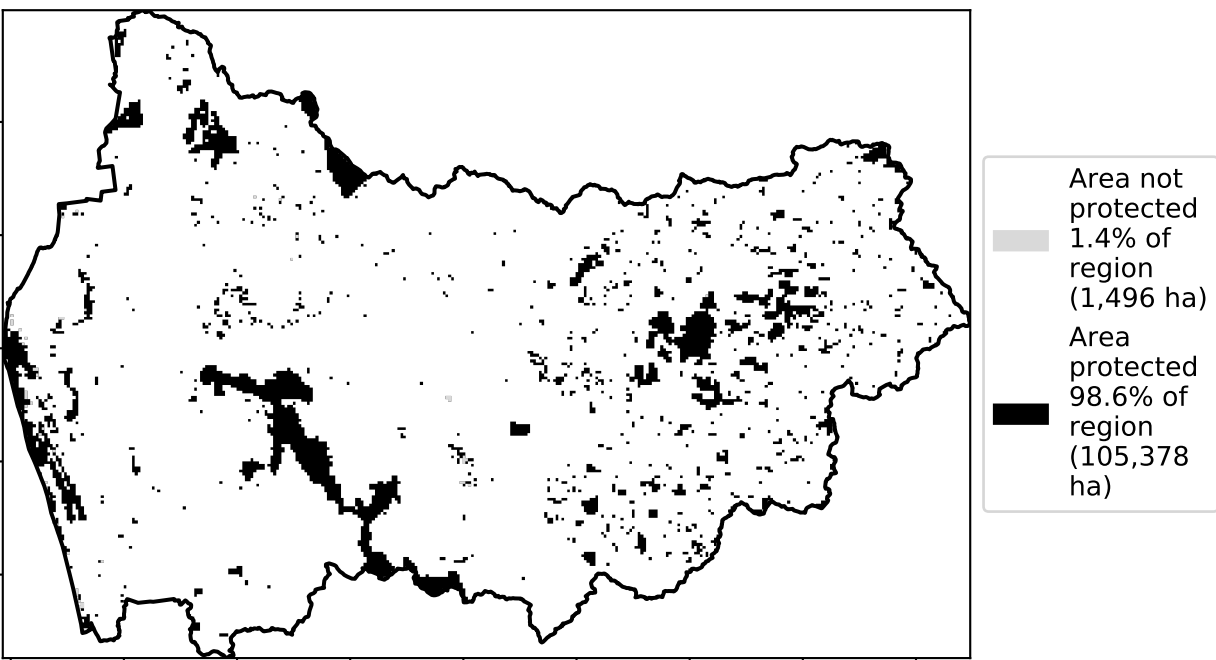 Area not
protected
1.4% of
region
(1,496 ha)
Area
protected
98.6% of
region
(105,378
ha)